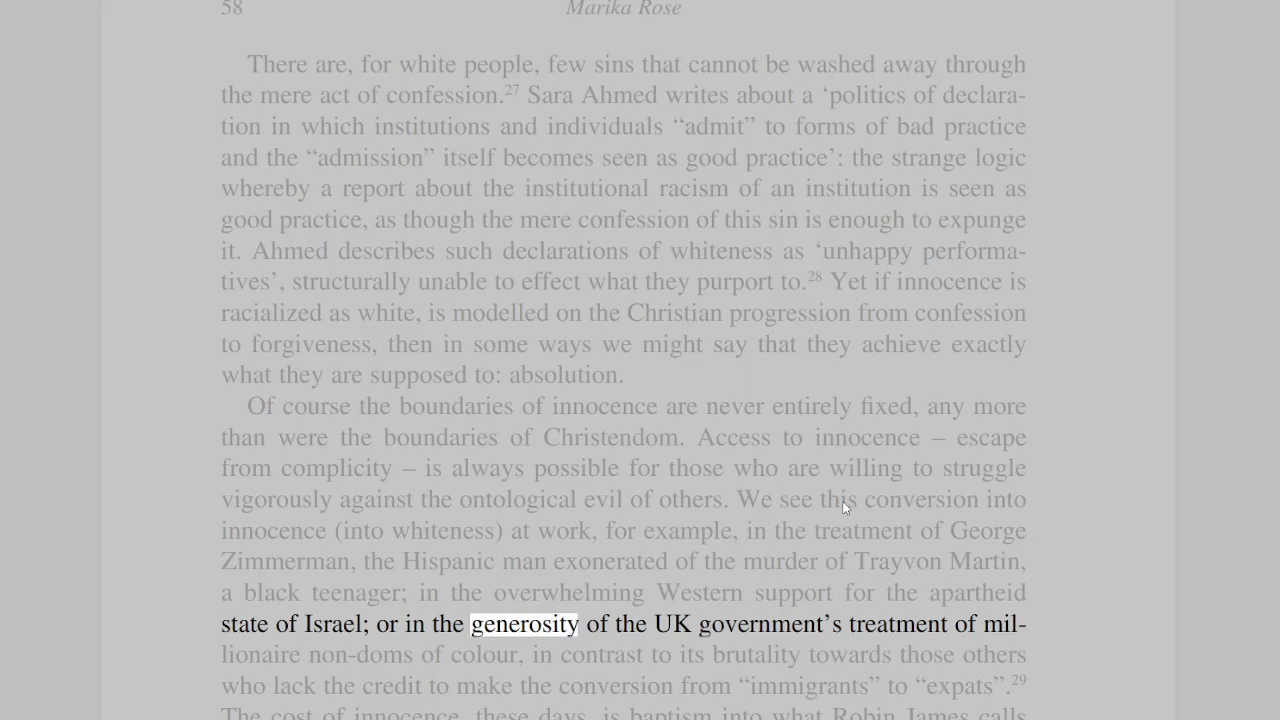 58 Marika Rose
There are, for white people, few sins that cannot be washed away through
the mere act of confession.27 Sara Ahmed writes about a ‘politics of declara-
tion in which institutions and individuals “admit” to forms of bad practice
and the “admission” itself becomes seen as good practice’: the strange logic
whereby a report about the institutional racism of an institution is seen as
good practice, as though the mere confession of this sin is enough to expunge
it. Ahmed describes such declarations of whiteness as ‘unhappy performa-
tives’, structurally unable to effect what they purport to.28 Yet if innocence is
racialized as white, is modelled on the Christian progression from confession
to forgiveness, then in some ways we might say that they achieve exactly
what they are supposed to: absolution.
Of course the boundaries of innocence are never entirely fixed, any more
than were the boundaries of Christendom. Access to innocence – escape
from complicity – is always possible for those who are willing to struggle
vigorously against the ontological evil of others. We see this conversion into
innocence (into whiteness) at work, for example, in the treatment of George
Zimmerman, the Hispanic man exonerated of the murder of Trayvon Martin,
a black teenager; in the overwhelming Western support for the apartheid
state of Israel; or in the generosity of the UK government’s treatment of mil-
lionaire non-doms of colour, in contrast to its brutality towards those others
who lack the credit to make the conversion from “immigrants” to “expats”.29
The cost of innocence, these days, is baptism into what Robin James calls